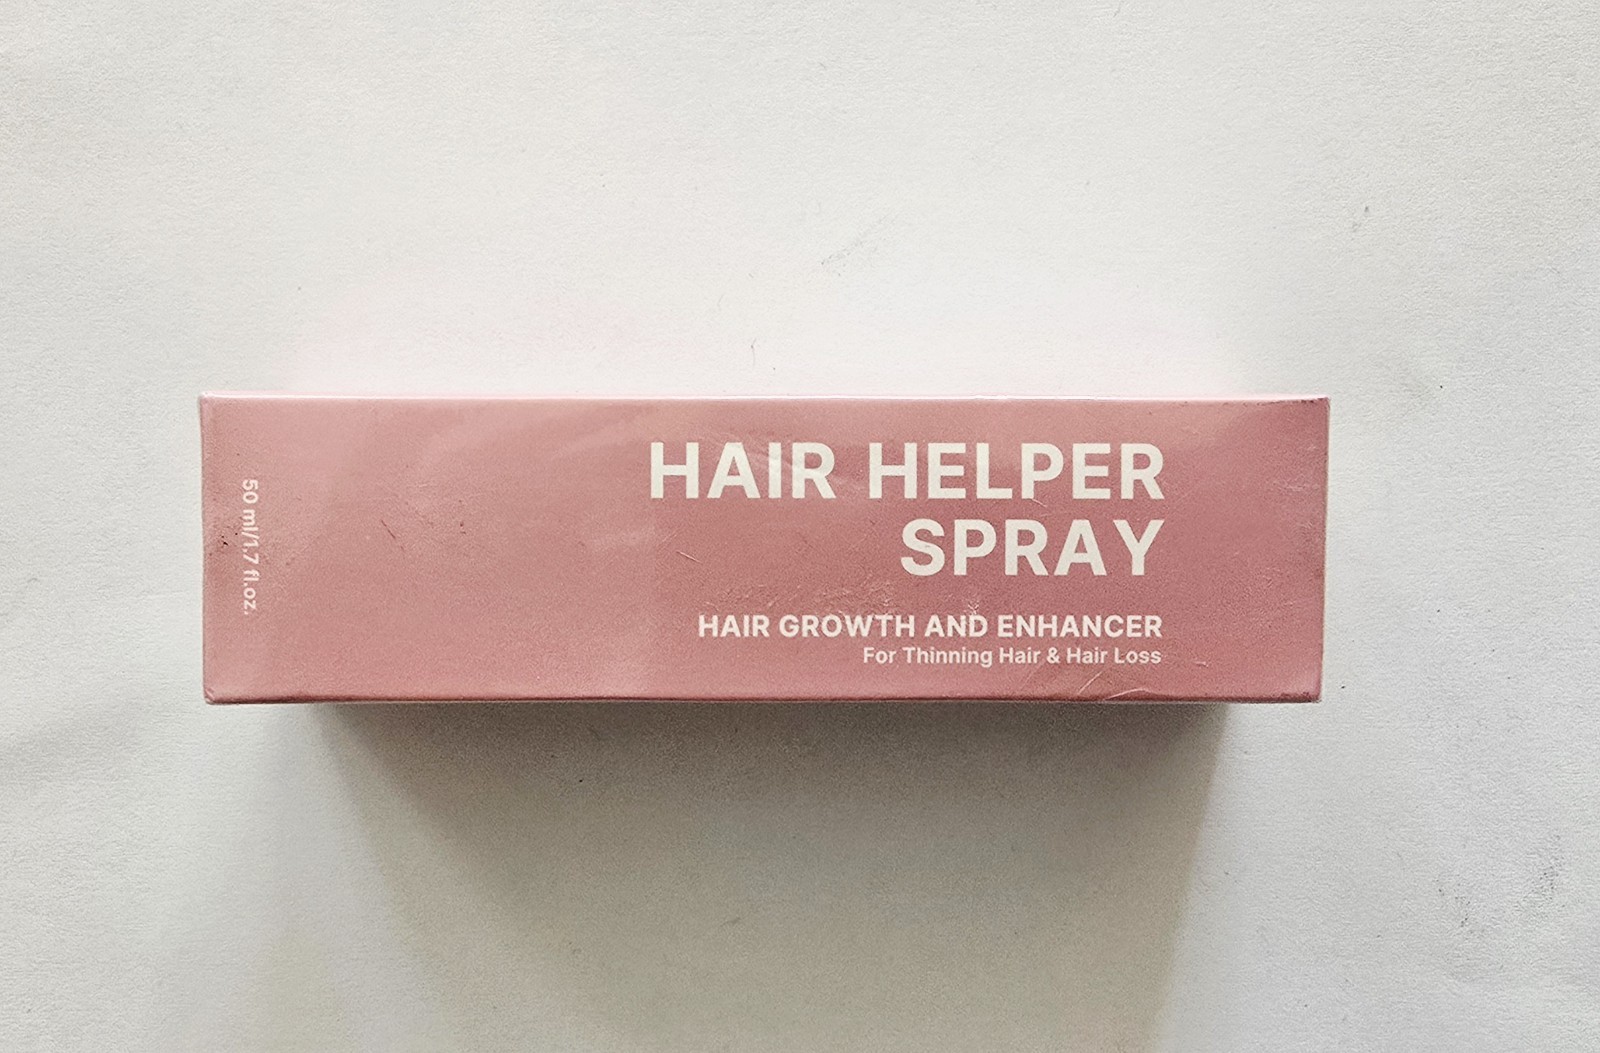 HAIR HELPER
SPRAY
HAIR GROWTH AND ENHANCER
For Thinning Hair & Hair Loss
50 ml/1.7 fl.oz.